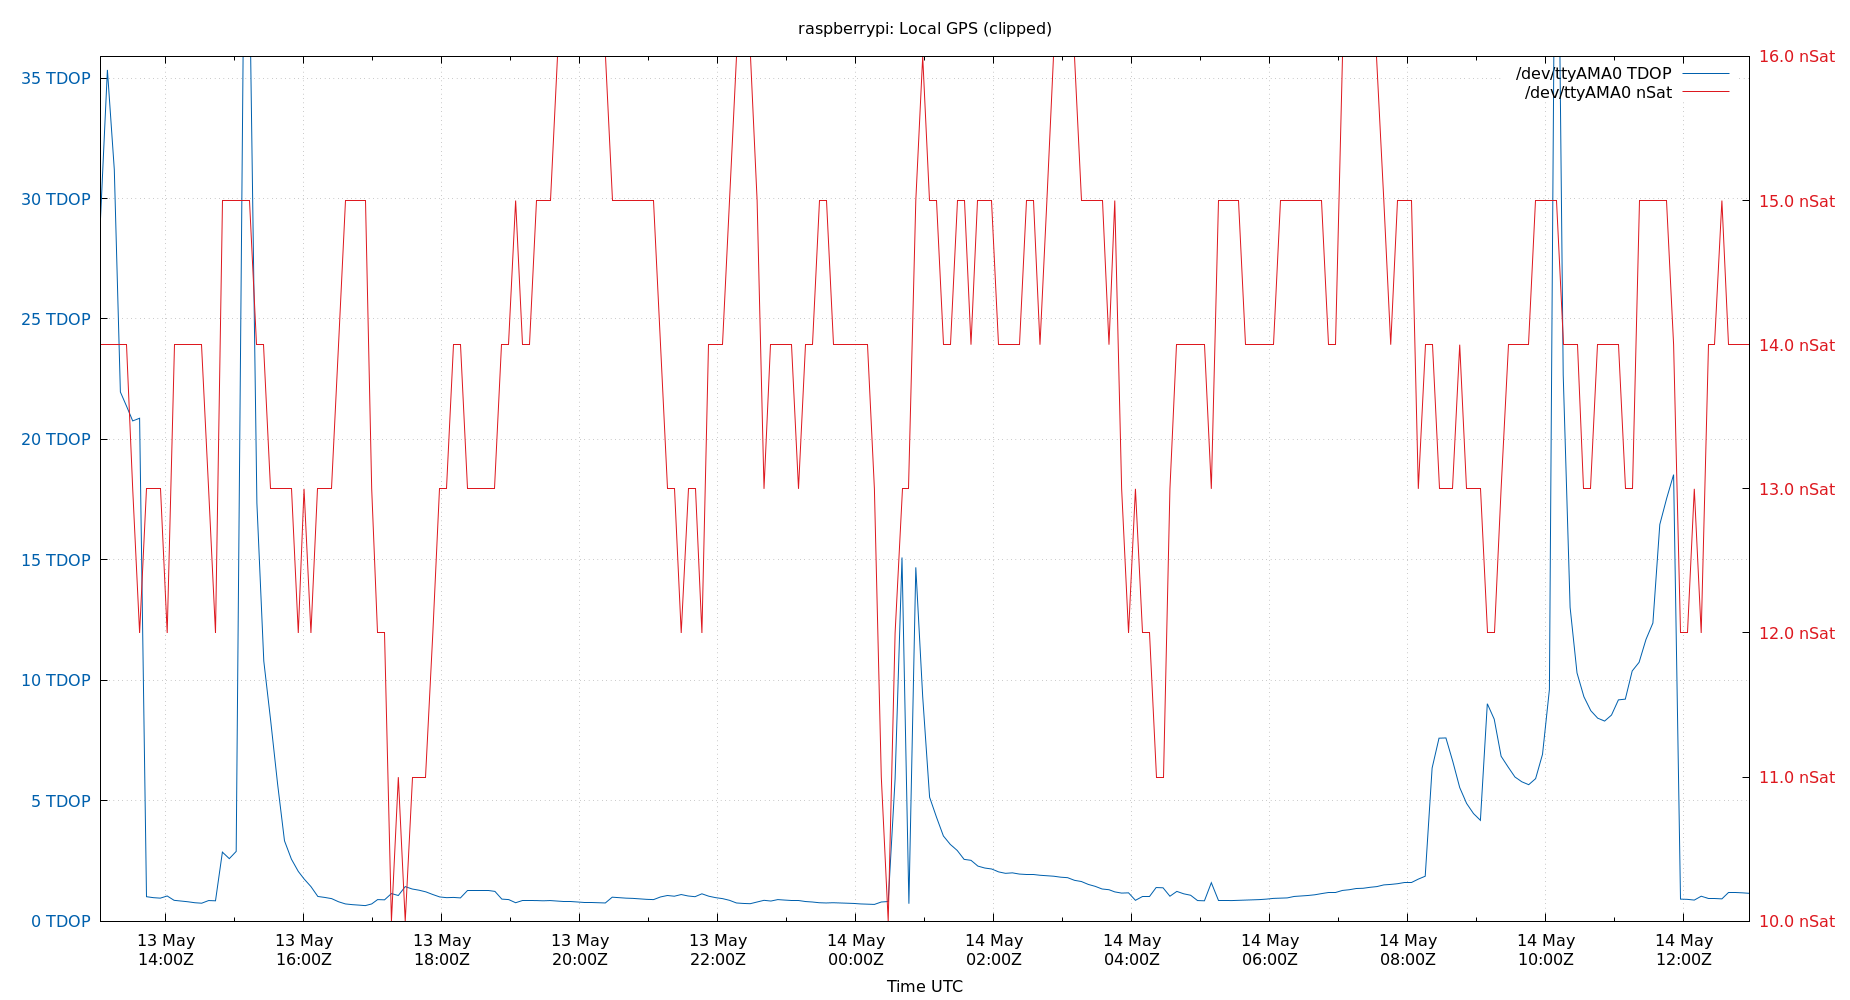 raspberrypi: Local GPS (clipped)
/dev/ttyAMA0 TDOP
/dev/ttyAMA0 nSat
35 TDOP
30 TDOP
25 TDOP
20 TDOP
15 TDOP
10 TDOP
5 TDOP
0 TDOP
16.0 nSat
15.0 nSat
14.0 nSat
13.0 nSat
12.0 nSat
11.0 nSat
10.0 nSat
13 May
14:00Z
13 May
16:00Z
13 May
18:00Z
13 May
20:00Z
13 May
22:00Z
14 May
00:00Z
14 May
02:00Z
14 May
04:00Z
14 May
06:00Z
14 May
08:00Z
14 May
10:00Z
14 May
12:00Z
Time UTC